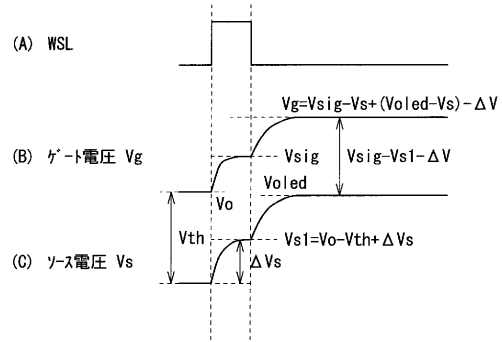 (A) WSL
Vg=Vsig-Vs+(Voled-Vs)-ΔV
(B) ゲート電圧 Vg
Vsig
Vsig-Vs1-ΔV
Vo
Voled
Vth
Vs1=Vo-Vth+ΔVs
(C) ソース電圧 Vs
ΔVs